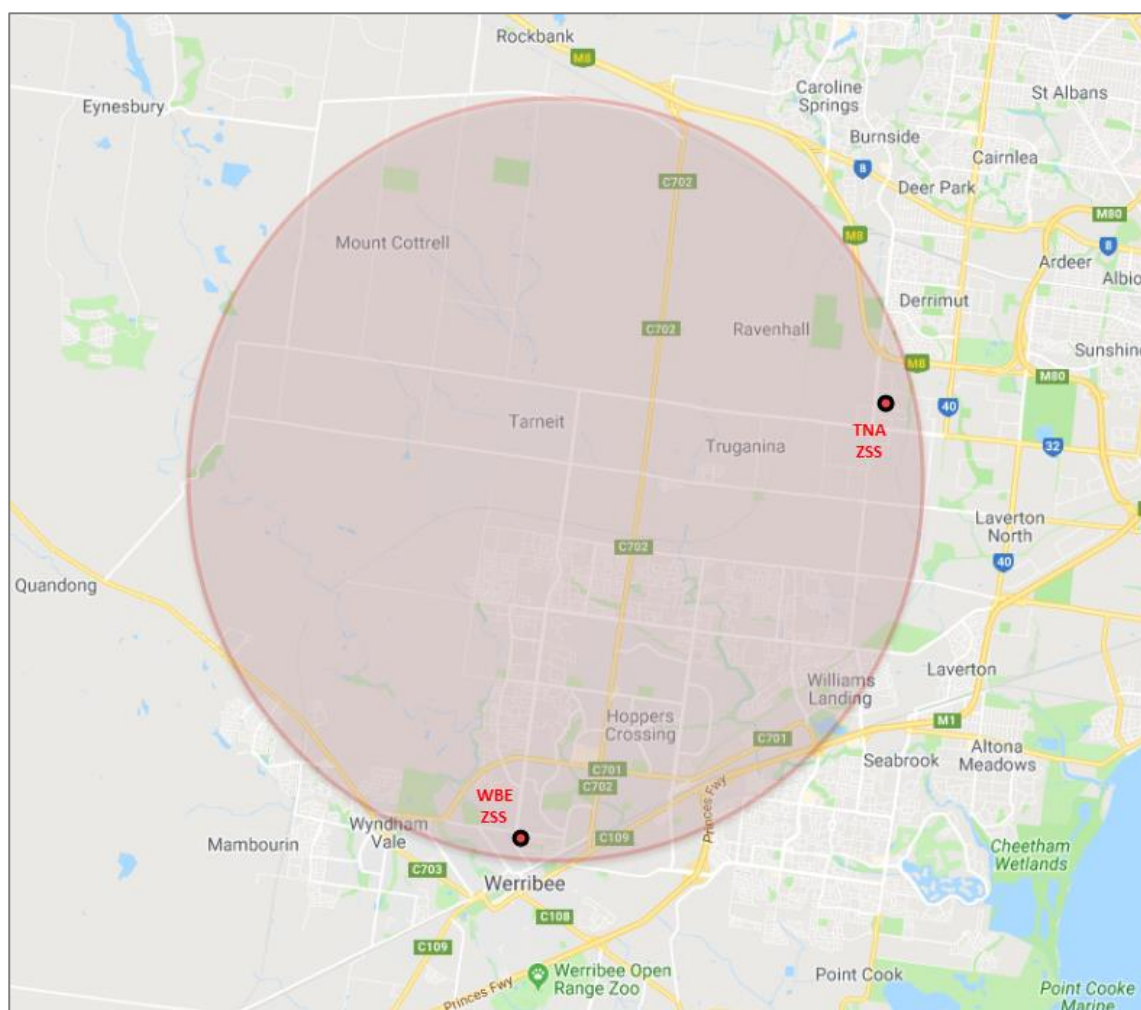 Rockbank
M8
Caroline
Springs
St Albans
Eynesbury
Burnside
Cairnlea
8
C702
Deer Park
M80
Mount Cottrell
M8
8
Ardeer
Albio
Derrimut
C702
Ravenhall
M8
Sunshin
M80
40
TNA
ZSS
Tarneit
Truganina
32
Laverton
North
C702
40
Quandong
Laverton
Williams
Landing
Hoppers
Crossing
M1
C701
Seabrook
Altona
Meadows
C701
C702
WBE
ZSS
Princes Fwy
Wyndham
Vale
C109
Mambourin
Cheetham
Wetlands
C703
Werribee
C108
C109
Werribee Open
Range Zoo
Point Cook
Princes Fwy
Point Cooke
Marine